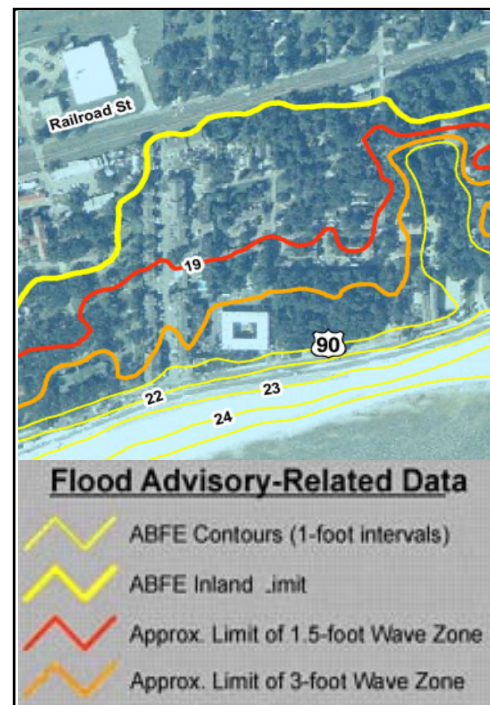 Railroad St
19
90
22
23
24
Flood Advisory-Related Data
ABFE Contours (1-foot intervals)
ABFE Inland .imit
Approx. Limit of 1.5-foot Wave Zone
Approx. Limit of 3-foot Wave Zone